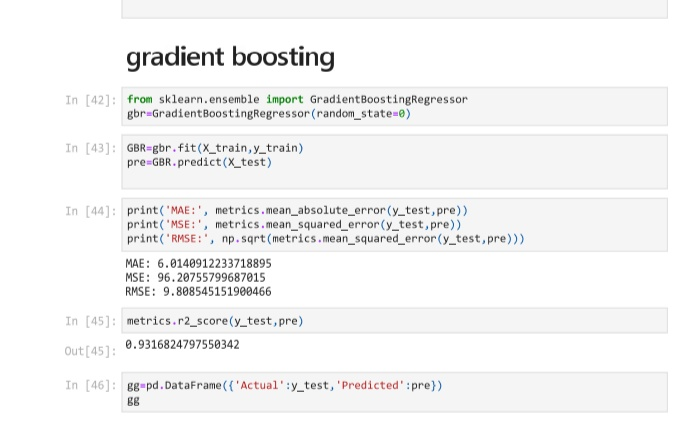 gradient boosting
In [42]: from sklearn.ensemble import GradientBoostingRegressor
gbr=GradientBoostingRegressor(random_state=0)
In [43]: GBR=gbr.fit(X_train,y_train)
pre=GBR.predict(X_test)
In [44]: print('MAE:', metrics.mean_absolute_error(y_test,pre))
print('MSE:', metrics.mean_squared_error(y_test,pre))
print('RMSE:', np.sqrt(metrics.mean_squared_error(y_test,pre)))
MAE: 6.0140912233718895
MSE: 96.20755799687015
RMSE: 9.808545151900466
In [45]: metrics.r2_score(y_test,pre)
Out[45]: 0.9316824797550342
In [46]: gg=pd.DataFrame({'Actual':y_test,'Predicted':pre})
gg